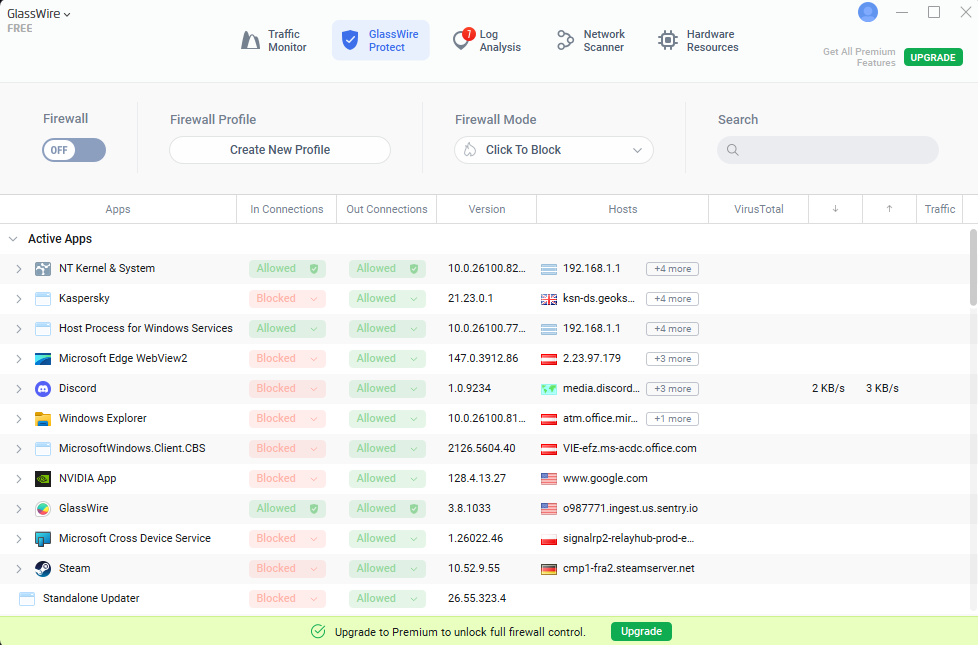 GlassWire
FREE
Traffic Monitor
GlassWire Protect
7
Log Analysis
Network Scanner
Hardware Resources
Get All Premium Features
UPGRADE
Firewall
Firewall Profile
Firewall Mode
Search
OFF
Create New Profile
Click To Block
Apps In Connections Out Connections Version Hosts VirusTotal ↓ ↑ Traffic
Active Apps
NT Kernel & System Allowed Allowed 10.0.26100.82... 192.168.1.1 +4 more
Kaspersky Blocked Allowed 21.23.0.1 ksn-ds.geoks... +4 more
Host Process for Windows Services Allowed Allowed 10.0.26100.77... 192.168.1.1 +4 more
Microsoft Edge WebView2 Blocked Allowed 147.0.3912.86 2.23.97.179 +3 more
Discord Blocked Allowed 1.0.9234 media.discord... +3 more 2 KB/s 3 KB/s
Windows Explorer Blocked Allowed 10.0.26100.81... atm.office.mir... +1 more
MicrosoftWindows.Client.CBS Blocked Allowed 2126.5604.40 VIE-efz.ms-acdc.office.com
NVIDIA App Blocked Allowed 128.4.13.27 www.google.com
GlassWire Allowed Allowed 3.8.1033 o987771.ingest.us.sentry.io
Microsoft Cross Device Service Blocked Allowed 1.26022.46 signalrp2-relayhub-prod-e...
Steam Blocked Allowed 10.52.9.55 cmp1-fra2.steamserver.net
Standalone Updater Blocked Allowed 26.55.323.4
Upgrade to Premium to unlock full firewall control. Upgrade